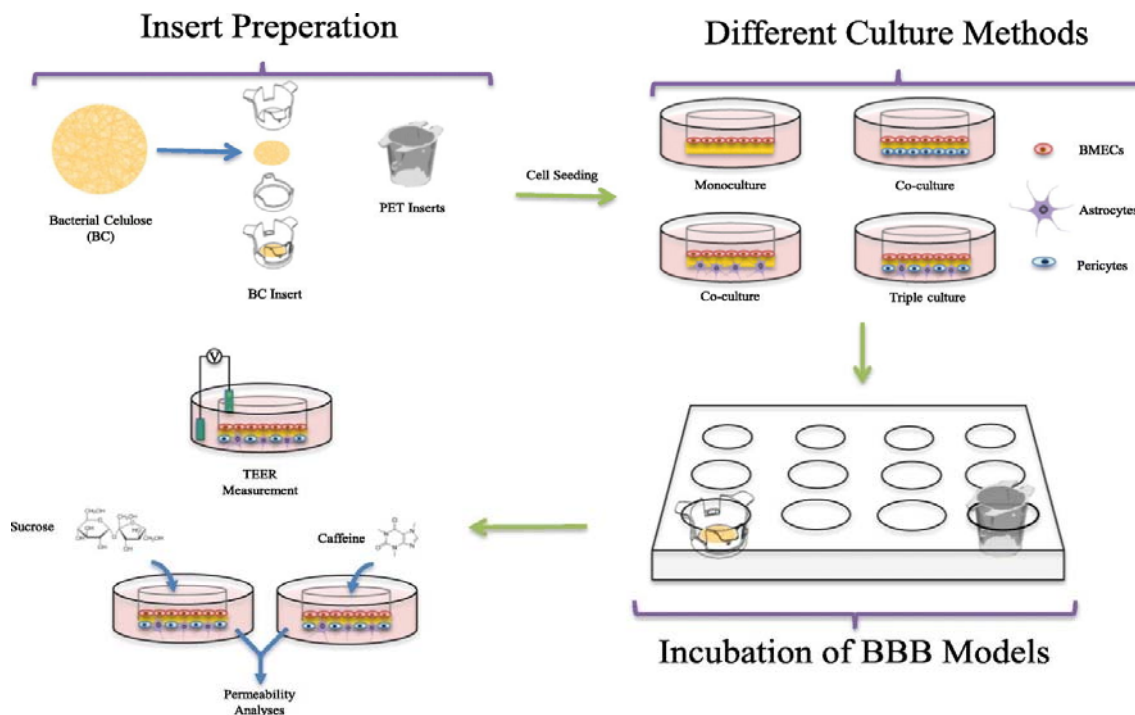 Insert Preperation
Bacterial Celulose
(BC)
BC Insert
PET Inserts
Cell Seeding
Different Culture Methods
Monoculture
Co-culture
Co-culture
Triple culture
BMECs
Astrocytes
Pericytes
Incubation of BBB Models
V
TEER
Measurement
Sucrose
Caffeine
Permeability
Analyses